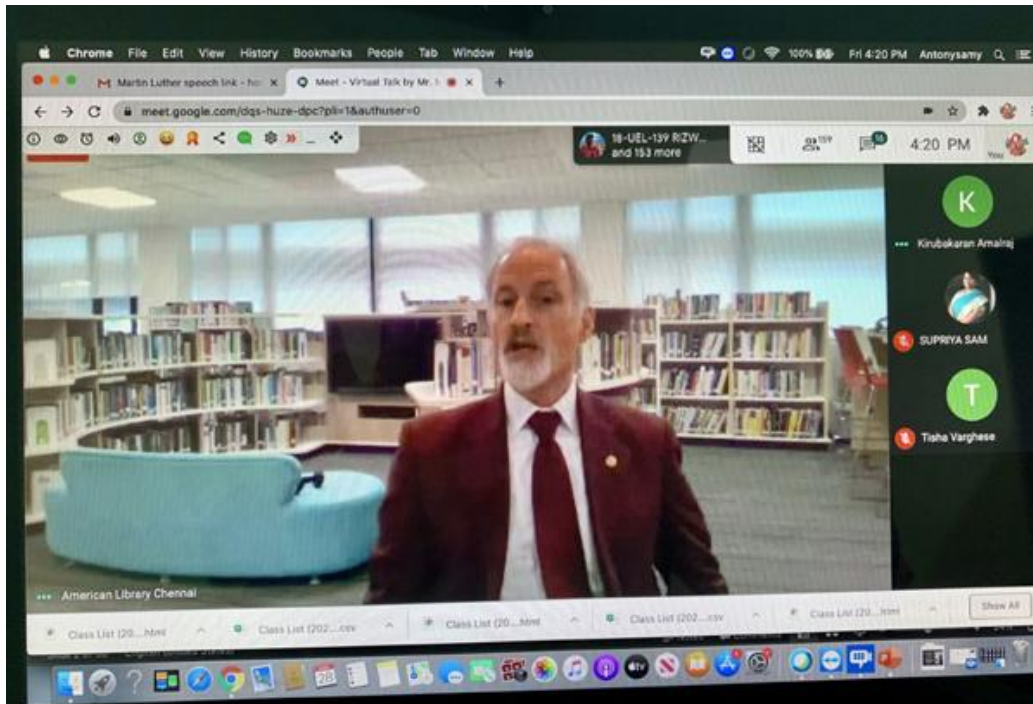 Chrome File Edit View History Bookmarks People Tab Window Help
100% Fri 4:20 PM Antonysamy
Martin Luther speech link - ho
Meet - Virtual Talk by Mr.
meet.google.com/dqs-huze-dpc?pli=1&authuser=0
18-UEL-139 RIZW...
and 153 more
159
16
4:20 PM
You
K
Kirubakaran Amalraj
SUPRIYA SAM
T
Tisha Varghese
American Library Chennai
Class List (20....html
Class List (202....csv
Class List (20....html
Class List (202....csv
Class List (20....html
Show All
28
tv